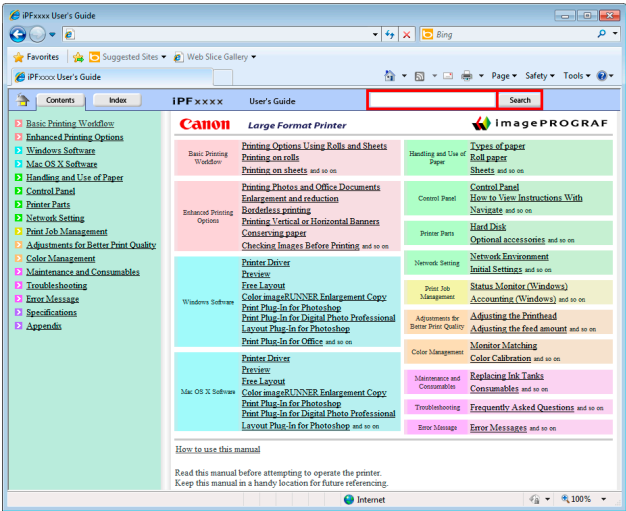 iPFxxxx User's Guide
Bing
Favorites Suggested Sites Web Slice Gallery
iPFxxxx User's Guide Page Safety Tools
Contents Index iPFxxxx User's Guide Search
Basic Printing Workflow
Enhanced Printing Options
Windows Software
Mac OS X Software
Handling and Use of Paper
Control Panel
Printer Parts
Network Setting
Print Job Management
Adjustments for Better Print Quality
Color Management
Maintenance and Consumables
Troubleshooting
Error Message
Specifications
Appendix
Canon Large Format Printer imagePROGRAF
Basic Printing
Workflow
Printing Options Using Rolls and Sheets
Printing on rolls
Printing on sheets and so on
Enhanced Printing
Options
Printing Photos and Office Documents
Enlargement and reduction
Borderless printing
Printing Vertical or Horizontal Banners
Conserving paper
Checking Images Before Printing and so on
Windows Software
Printer Driver
Preview
Free Layout
Color imageRUNNER Enlargement Copy
Print Plug-In for Photoshop
Print Plug-In for Digital Photo Professional
Layout Plug-In for Photoshop
Print Plug-In for Office and so on
Mac OS X Software
Printer Driver
Preview
Free Layout
Color imageRUNNER Enlargement Copy
Print Plug-In for Photoshop
Print Plug-In for Digital Photo Professional
Layout Plug-In for Photoshop and so on
Handling and Use of
Paper
Types of paper
Roll paper
Sheets and so on
Control Panel
Control Panel
How to View Instructions With
Navigate and so on
Printer Parts
Hard Disk
Optional accessories and so on
Network Setting
Network Environment
Initial Settings and so on
Print Job
Management
Status Monitor (Windows)
Accounting (Windows) and so on
Adjustments for
Better Print Quality
Adjusting the Printhead
Adjusting the feed amount and so on
Color Management
Monitor Matching
Color Calibration and so on
Maintenance and
Consumables
Replacing Ink Tanks
Consumables and so on
Troubleshooting
Frequently Asked Questions and so on
Error Message
Error Messages and so on
How to use this manual
Read this manual before attempting to operate the printer.
Keep this manual in a handy location for future referencing.
Internet 100%